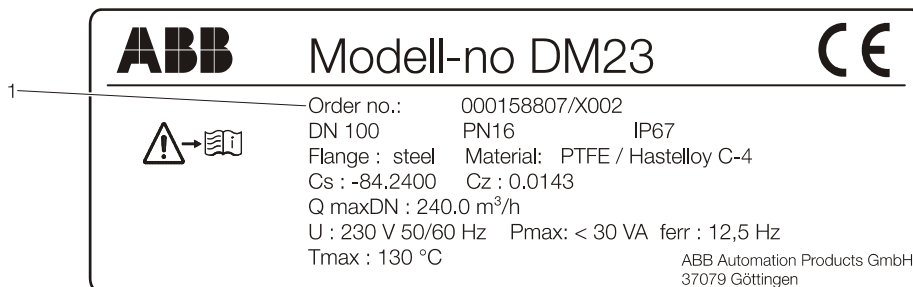 ABB Modell-no DM23 CE
1
Order no.: 000158807/X002
DN 100 PN16 IP67
Flange : steel Material: PTFE / Hastelloy C-4
Cs : -84.2400 Cz : 0.0143
Q maxDN : 240.0 m³/h
U : 230 V 50/60 Hz Pmax: < 30 VA ferr : 12,5 Hz
Tmax : 130 °C
ABB Automation Products GmbH
37079 Göttingen